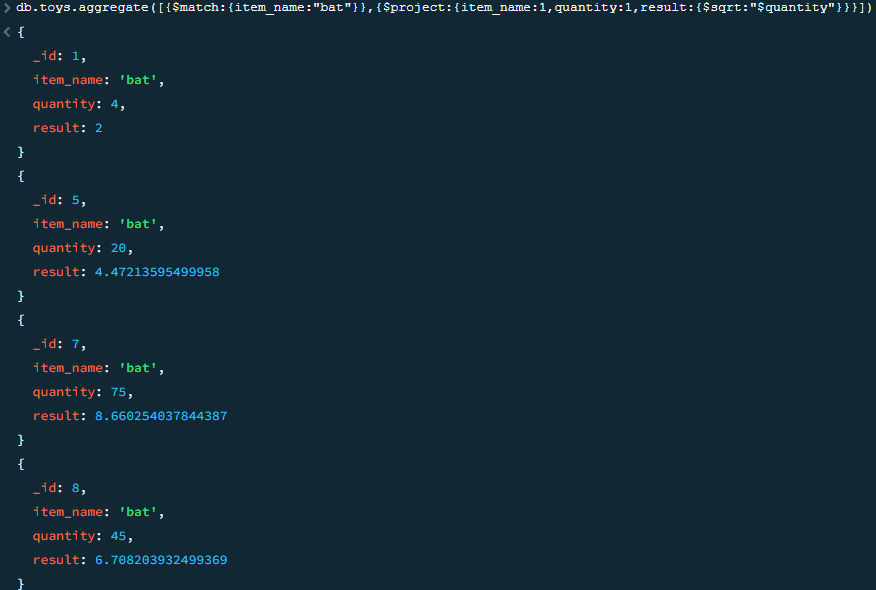 > db.toys.aggregate([{$match:{item_name:"bat"}},{$project:{item_name:1,quantity:1,result:{$sqrt:"$quantity"}}}])
< {
_id: 1,
item_name: 'bat',
quantity: 4,
result: 2
}
{
_id: 5,
item_name: 'bat',
quantity: 20,
result: 4.47213595499958
}
{
_id: 7,
item_name: 'bat',
quantity: 75,
result: 8.660254037844387
}
{
_id: 8,
item_name: 'bat',
quantity: 45,
result: 6.708203932499369
}